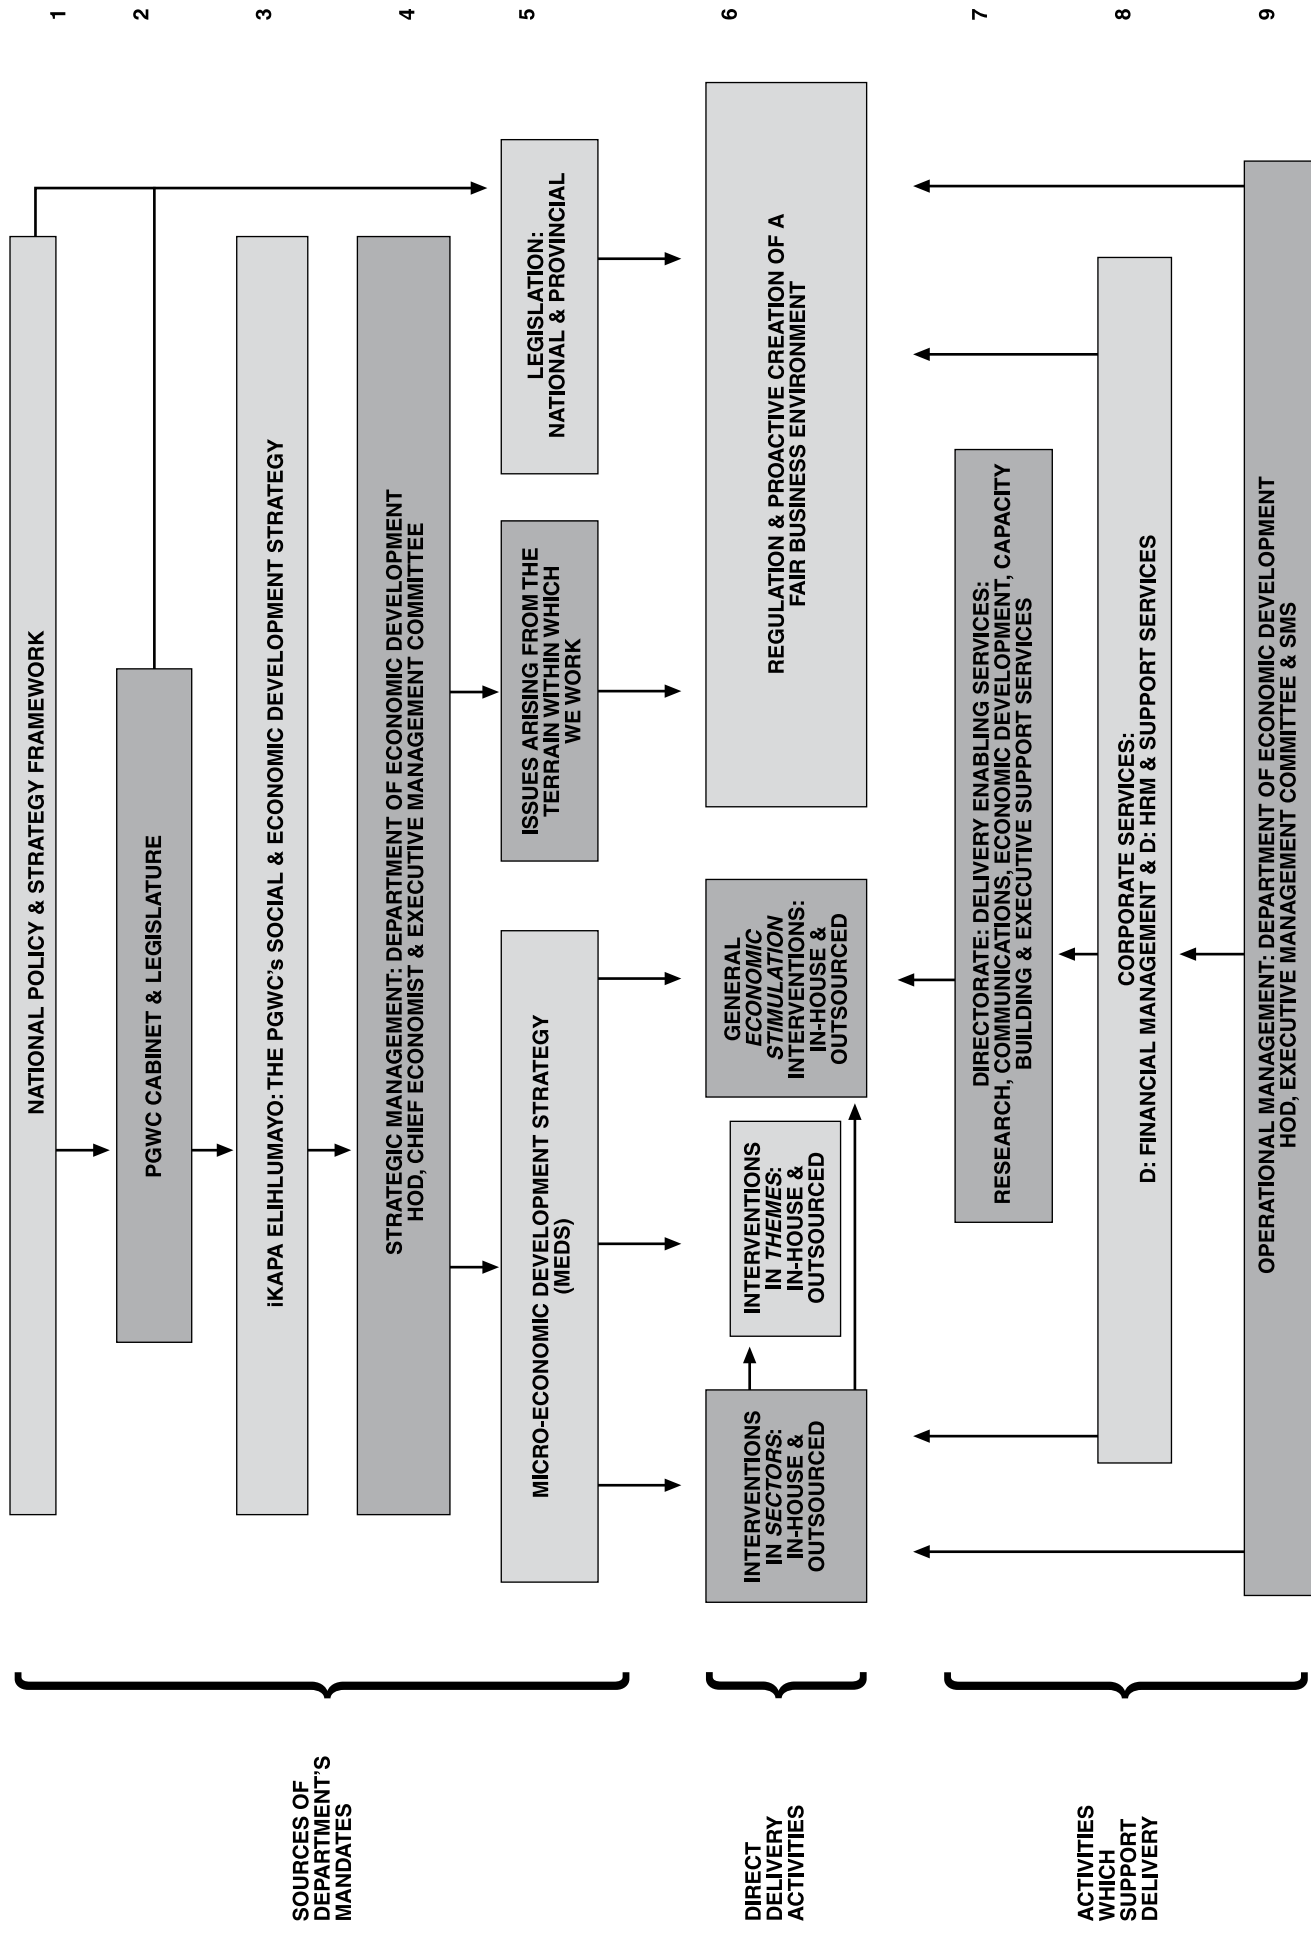 NATIONAL POLICY & STRATEGY FRAMEWORK
1
PGWC CABINET & LEGISLATURE
2
iKAPA ELIHLUMAYO: THE PGWC's SOCIAL & ECONOMIC DEVELOPMENT STRATEGY
3
STRATEGIC MANAGEMENT: DEPARTMENT OF ECONOMIC DEVELOPMENT
HOD, CHIEF ECONOMIST & EXECUTIVE MANAGEMENT COMMITTEE
4
SOURCES OF
DEPARTMENT'S
MANDATES
MICRO-ECONOMIC DEVELOPMENT STRATEGY
(MEDS)
ISSUES ARISING FROM THE
TERRAIN WITHIN WHICH
WE WORK
LEGISLATION:
NATIONAL & PROVINCIAL
5
DIRECT
DELIVERY
ACTIVITIES
INTERVENTIONS
IN SECTORS:
IN-HOUSE &
OUTSOURCED
INTERVENTIONS
IN THEMES:
IN-HOUSE &
OUTSOURCED
GENERAL
ECONOMIC
STIMULATION
INTERVENTIONS:
IN-HOUSE &
OUTSOURCED
REGULATION & PROACTIVE CREATION OF A
FAIR BUSINESS ENVIRONMENT
6
DIRECTORATE: DELIVERY ENABLING SERVICES:
RESEARCH, COMMUNICATIONS, ECONOMIC DEVELOPMENT, CAPACITY
BUILDING & EXECUTIVE SUPPORT SERVICES
7
ACTIVITIES
WHICH
SUPPORT
DELIVERY
CORPORATE SERVICES:
D: FINANCIAL MANAGEMENT & D: HRM & SUPPORT SERVICES
8
OPERATIONAL MANAGEMENT: DEPARTMENT OF ECONOMIC DEVELOPMENT
HOD, EXECUTIVE MANAGEMENT COMMITTEE & SMS
9